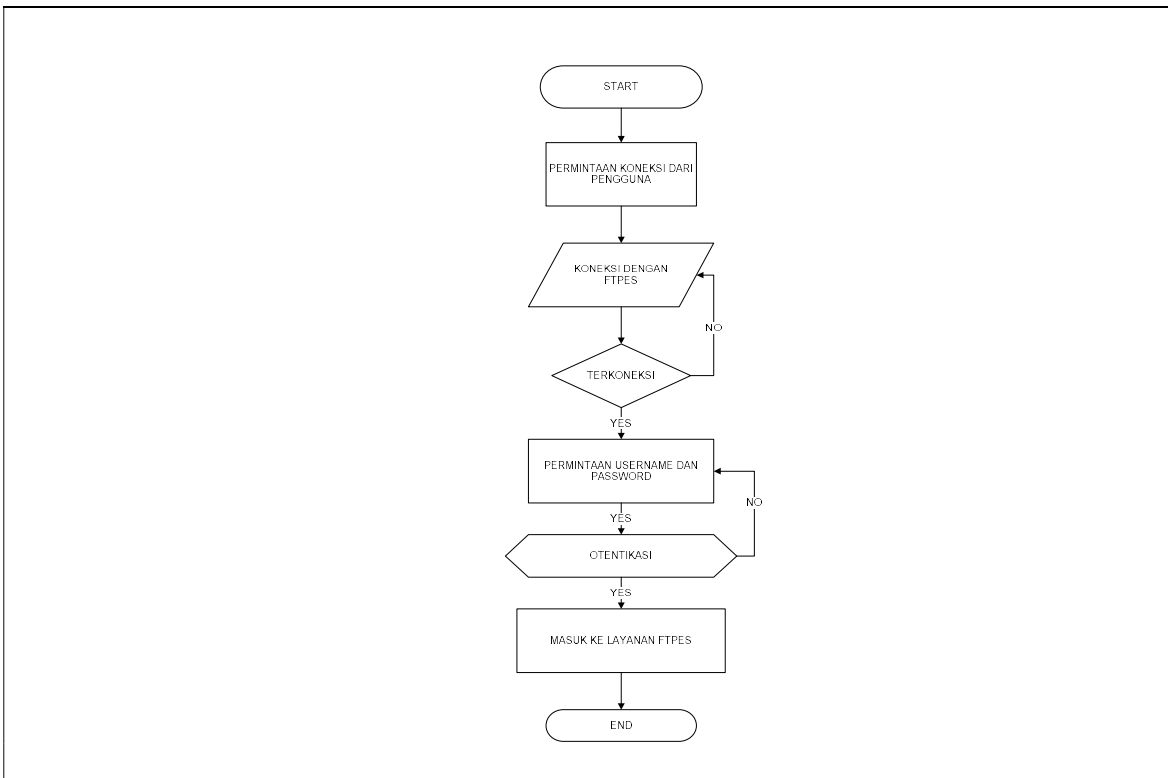 START
PERMINTAAN KONEKSI DARI
PENGGUNA
KONEKSI DENGAN
FTPES
NO
TERKONEKSI
YES
PERMINTAAN USERNAME DAN
PASSWORD
NO
YES
OTENTIKASI
YES
MASUK KE LAYANAN FTPES
END